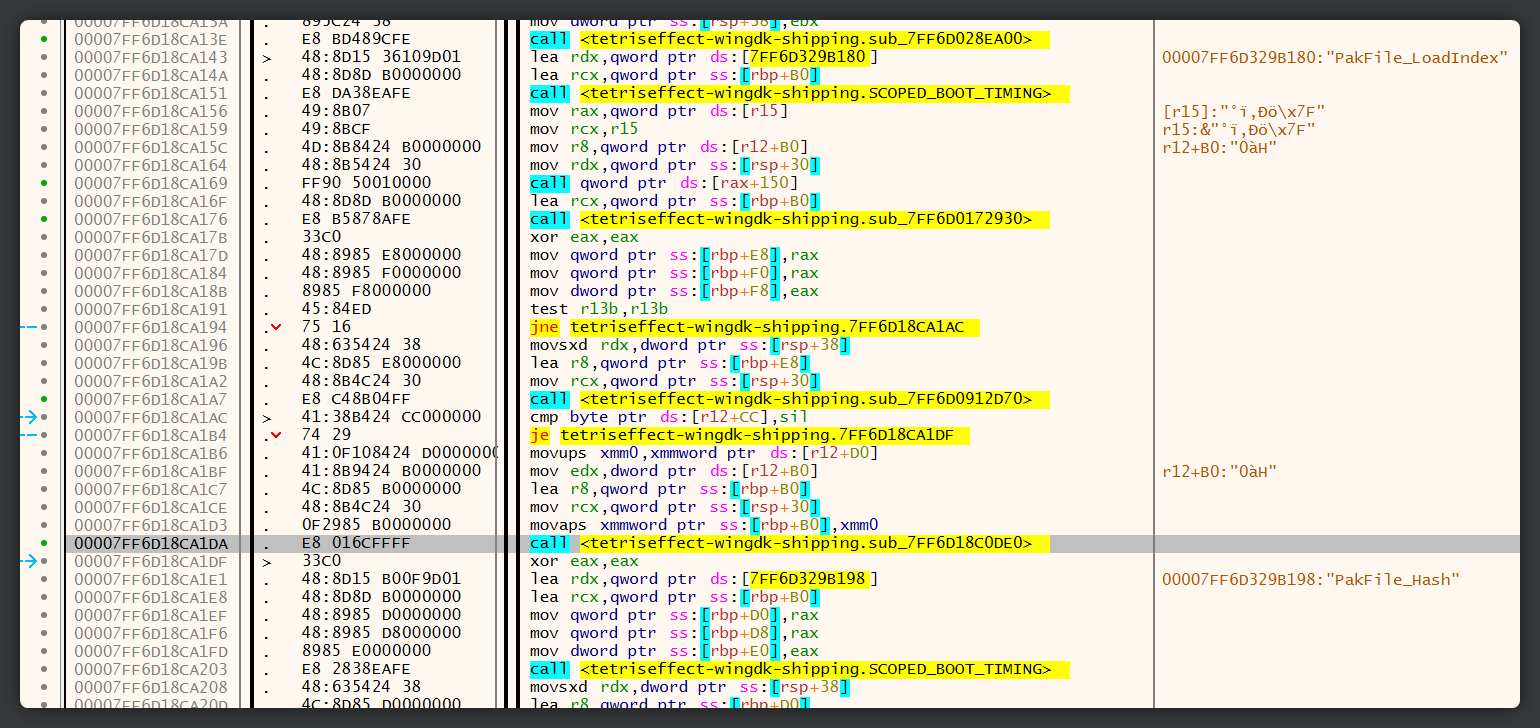 00007FF6D18CA13A . 895C24 38 mov dword ptr ss:[rsp+38],ebx
00007FF6D18CA13E . E8 BD489CFE call <tetriseffect-wingdk-shipping.sub_7FF6D028EA00>
00007FF6D18CA143 > 48:8D15 36109D01 lea rdx,qword ptr ds:[7FF6D329B180] 00007FF6D329B180:"PakFile_LoadIndex"
00007FF6D18CA14A . 48:8D8D B0000000 lea rcx,qword ptr ss:[rbp+B0]
00007FF6D18CA151 . E8 DA38EAFE call <tetriseffect-wingdk-shipping.SCOPED_BOOT_TIMING>
00007FF6D18CA156 . 49:8B07 mov rax,qword ptr ds:[r15] [r15]:"°ï,Ðö\x7F"
00007FF6D18CA159 . 49:8BCF mov rcx,r15 r15:&"°ï,Ðö\x7F"
00007FF6D18CA15C . 4D:8B8424 B0000000 mov r8,qword ptr ds:[r12+B0] r12+B0:"OàH"
00007FF6D18CA164 . 48:8B5424 30 mov rdx,qword ptr ss:[rsp+30]
00007FF6D18CA169 . FF90 50010000 call qword ptr ds:[rax+150]
00007FF6D18CA16F . 48:8D8D B0000000 lea rcx,qword ptr ss:[rbp+B0]
00007FF6D18CA176 . E8 B5878AFE call <tetriseffect-wingdk-shipping.sub_7FF6D0172930>
00007FF6D18CA17B . 33C0 xor eax,eax
00007FF6D18CA17D . 48:8985 E8000000 mov qword ptr ss:[rbp+E8],rax
00007FF6D18CA184 . 48:8985 F0000000 mov qword ptr ss:[rbp+F0],rax
00007FF6D18CA18B . 8985 F8000000 mov dword ptr ss:[rbp+F8],eax
00007FF6D18CA191 . 45:84ED test r13b,r13b
00007FF6D18CA194 . 75 16 jne tetriseffect-wingdk-shipping.7FF6D18CA1AC
00007FF6D18CA196 . 48:635424 38 movsxd rdx,dword ptr ss:[rsp+38]
00007FF6D18CA19B . 4C:8D85 E8000000 lea r8,qword ptr ss:[rbp+E8]
00007FF6D18CA1A2 . 48:8B4C24 30 mov rcx,qword ptr ss:[rsp+30]
00007FF6D18CA1A7 . E8 C48B04FF call <tetriseffect-wingdk-shipping.sub_7FF6D0912D70>
00007FF6D18CA1AC > 41:38B424 CC000000 cmp byte ptr ds:[r12+CC],sil
00007FF6D18CA1B4 . 74 29 je tetriseffect-wingdk-shipping.7FF6D18CA1DF
00007FF6D18CA1B6 . 41:0F108424 D0000000 movups xmm0,xmmword ptr ds:[r12+D0]
00007FF6D18CA1BF . 41:8B9424 B0000000 mov edx,dword ptr ds:[r12+B0] r12+B0:"OàH"
00007FF6D18CA1C7 . 4C:8D85 B0000000 lea r8,qword ptr ss:[rbp+B0]
00007FF6D18CA1CE . 48:8B4C24 30 mov rcx,qword ptr ss:[rsp+30]
00007FF6D18CA1D3 . 0F2985 B0000000 movaps xmmword ptr ss:[rbp+B0],xmm0
00007FF6D18CA1DA . E8 016CFFFF call <tetriseffect-wingdk-shipping.sub_7FF6D18C0DE0>
00007FF6D18CA1DF > 33C0 xor eax,eax
00007FF6D18CA1E1 . 48:8D15 B00F9D01 lea rdx,qword ptr ds:[7FF6D329B198] 00007FF6D329B198:"PakFile_Hash"
00007FF6D18CA1E8 . 48:8D8D B0000000 lea rcx,qword ptr ss:[rbp+B0]
00007FF6D18CA1EF . 48:8985 D0000000 mov qword ptr ss:[rbp+D0],rax
00007FF6D18CA1F6 . 48:8985 D8000000 mov qword ptr ss:[rbp+D8],rax
00007FF6D18CA1FD . 8985 E0000000 mov dword ptr ss:[rbp+E0],eax
00007FF6D18CA203 . E8 2838EAFE call <tetriseffect-wingdk-shipping.SCOPED_BOOT_TIMING>
00007FF6D18CA208 . 48:635424 38 movsxd rdx,dword ptr ss:[rsp+38]
00007FF6D18CA20D . 4C:8D85 D0000000 lea r8,qword ptr ss:[rbp+D0]